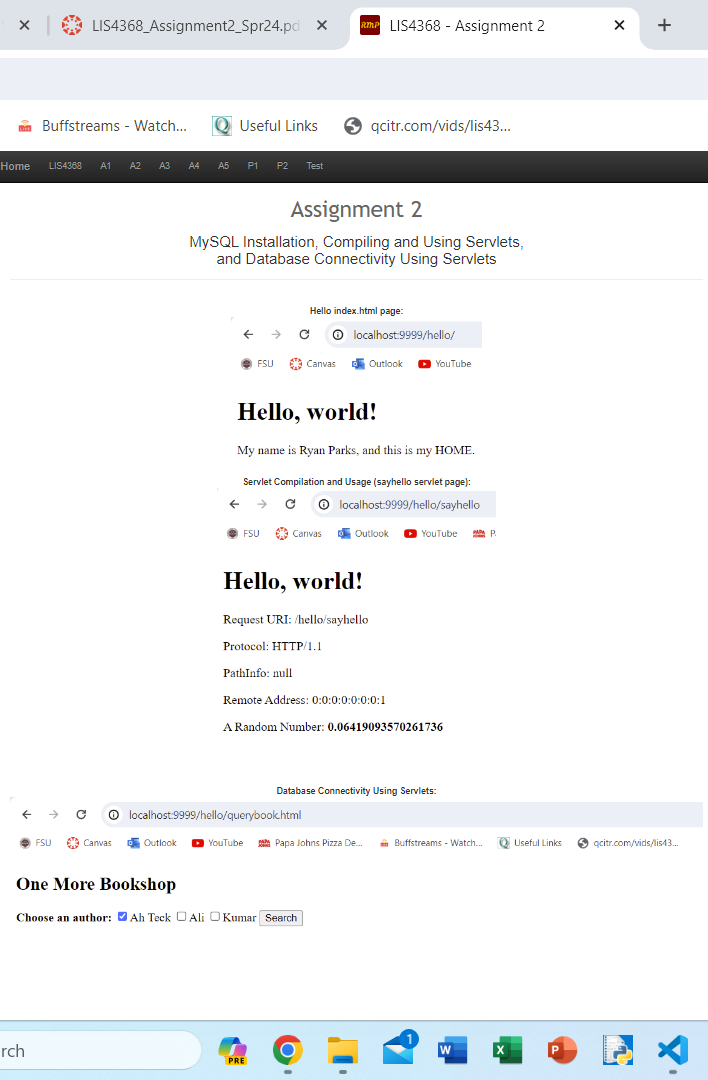 LIS4368_Assignment2_Spr24.pd
RMP LIS4368 - Assignment 2
Buffstreams - Watch... Useful Links qcitr.com/vids/lis43...
Home LIS4368 A1 A2 A3 A4 A5 P1 P2 Test
Assignment 2
MySQL Installation, Compiling and Using Servlets,
and Database Connectivity Using Servlets
Hello index.html page:
localhost:9999/hello/
FSU Canvas Outlook YouTube
Hello, world!
My name is Ryan Parks, and this is my HOME.
Servlet Compilation and Usage (sayhello servlet page):
localhost:9999/hello/sayhello
FSU Canvas Outlook YouTube PAPA JOHNS P
Hello, world!
Request URI: /hello/sayhello
Protocol: HTTP/1.1
PathInfo: null
Remote Address: 0:0:0:0:0:0:0:1
A Random Number: 0.06419093570261736
Database Connectivity Using Servlets:
localhost:9999/hello/querybook.html
FSU Canvas Outlook YouTube PAPA JOHNS Papa Johns Pizza De... Buffstreams - Watch... Useful Links qcitr.com/vids/lis43...
One More Bookshop
Choose an author: Ah Teck Ali Kumar Search
rch PRE 1 W X P